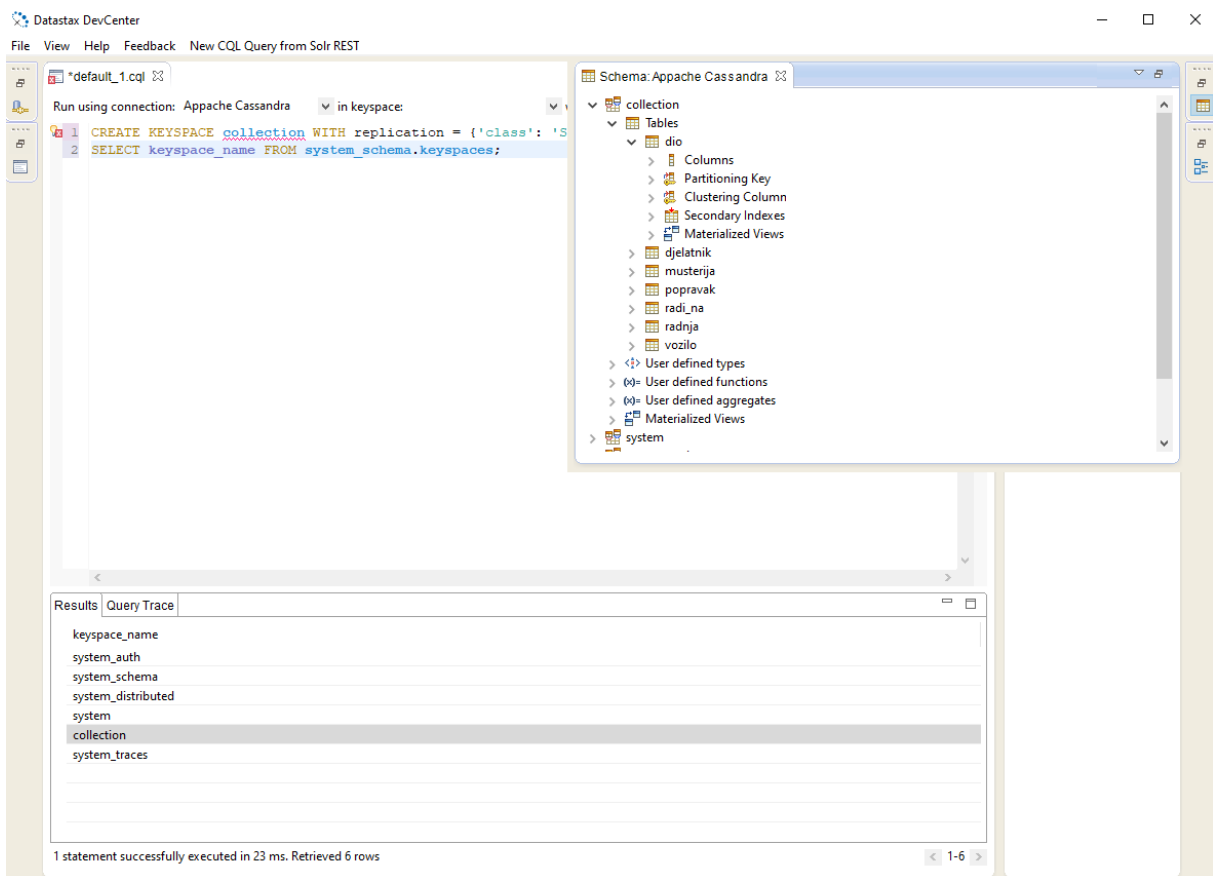 Datastax DevCenter
File View Help Feedback New CQL Query from Solr REST
*default_1.cql
Run using connection: Appache Cassandra in keyspace:
1 CREATE KEYSPACE collection WITH replication = {'class': 'S
2 SELECT keyspace_name FROM system_schema.keyspaces;
Schema: Appache Cassandra
collection
Tables
dio
Columns
Partitioning Key
Clustering Column
Secondary Indexes
Materialized Views
djelatnik
musterija
popravak
radi_na
radnja
vozilo
User defined types
(x)= User defined functions
(x)= User defined aggregates
Materialized Views
system
Results Query Trace
keyspace_name
system_auth
system_schema
system_distributed
system
collection
system_traces
1 statement successfully executed in 23 ms. Retrieved 6 rows
< 1-6 >